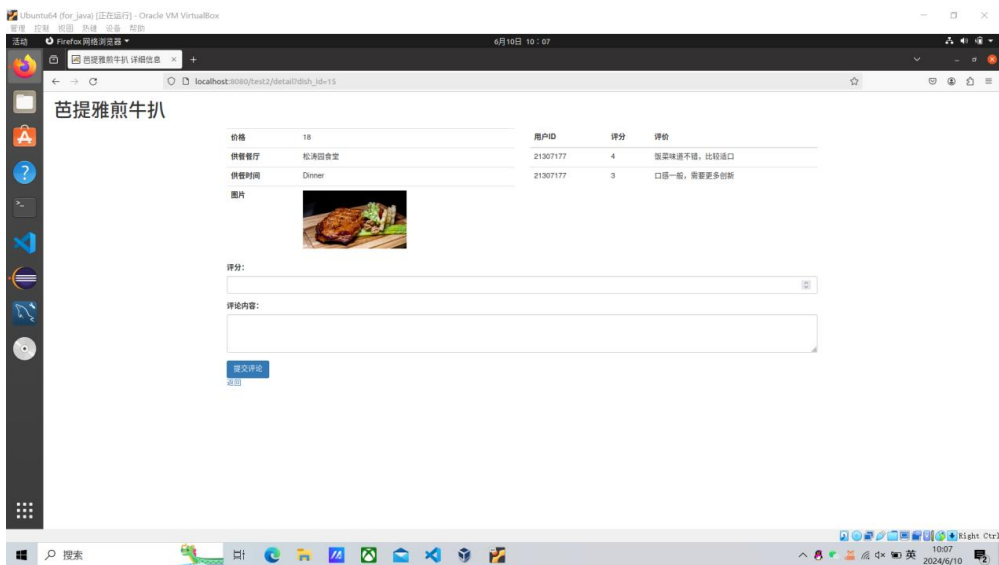 Ubuntu64 (for_java) [正在运行] - Oracle VM VirtualBox
管理 控制 视图 热键 设备 帮助
活动 Firefox 网络浏览器 6月10日 10：07
芭提雅煎牛扒 详细信息
localhost:8080/test2/detail?dish_id=15
芭提雅煎牛扒
价格 18 用户ID 评分 评价
供餐餐厅 松涛园食堂 21307177 4 饭菜味道不错，比较适口
供餐时间 Dinner 21307177 3 口感一般，需要更多创新
图片
评分：
评论内容：
提交评论
返回
Right Ctrl
搜索 英 10:07
2024/6/10 2